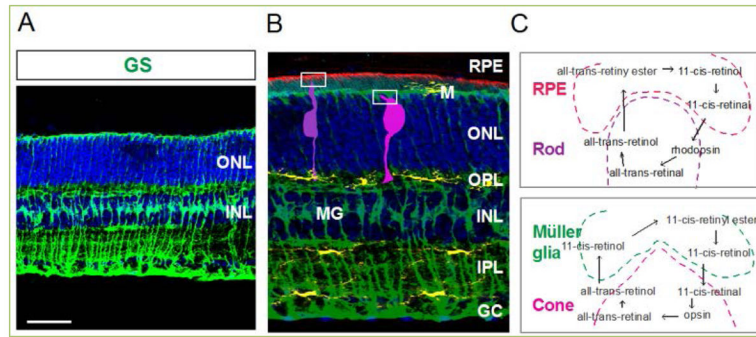 A
GS
ONL
INL
B
RPE
M
ONL
OPL
MG
INL
IPL
GC
C
all-trans-retiny ester
11-cis-retinol
RPE
11-cis-retinal
all-trans-retinol
rhodopsin
Rod
all-trans-retinal
Müller
glia
11-cis-retinyl ester
11-cis-retinol
11-cis-retinol
all-trans-retinol
11-cis-retinal
Cone
all-trans-retinal
opsin